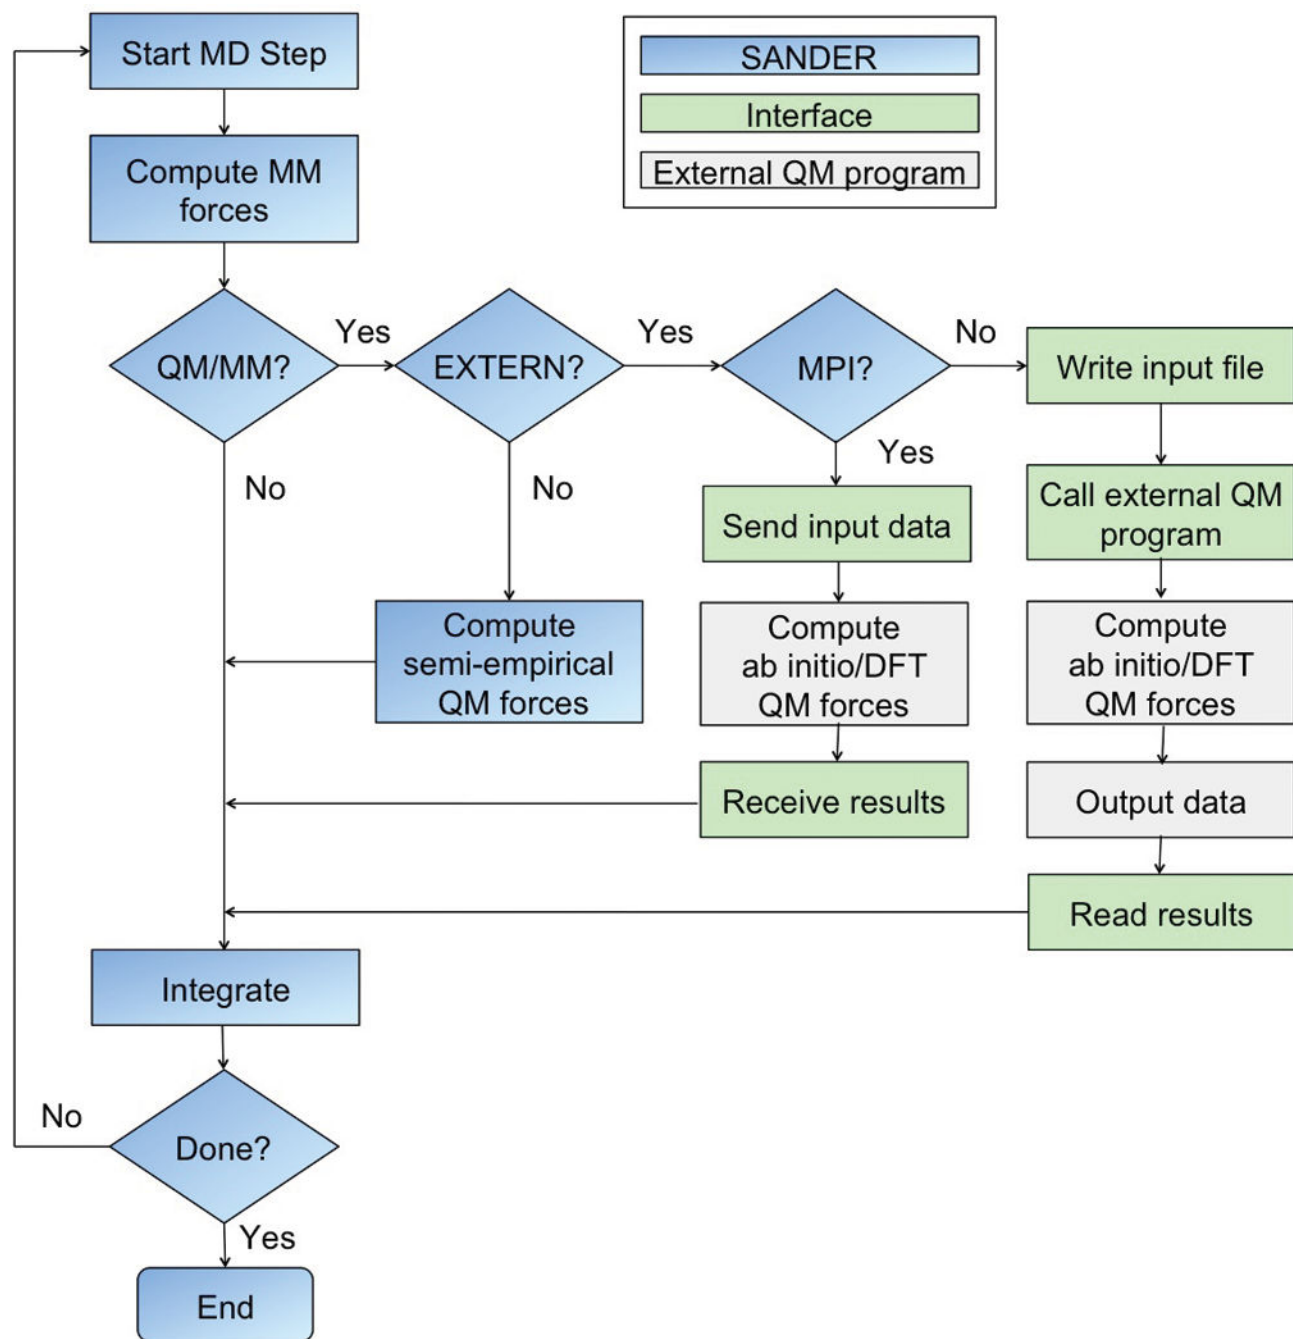 Start MD Step
SANDER
Interface
External QM program
Compute MM
forces
QM/MM?
Yes
EXTERN?
Yes
MPI?
No
Write input file
No
No
Yes
Send input data
Call external QM
program
Compute
semi-empirical
QM forces
Compute
ab initio/DFT
QM forces
Compute
ab initio/DFT
QM forces
Receive results
Output data
Read results
Integrate
Done?
No
Yes
End